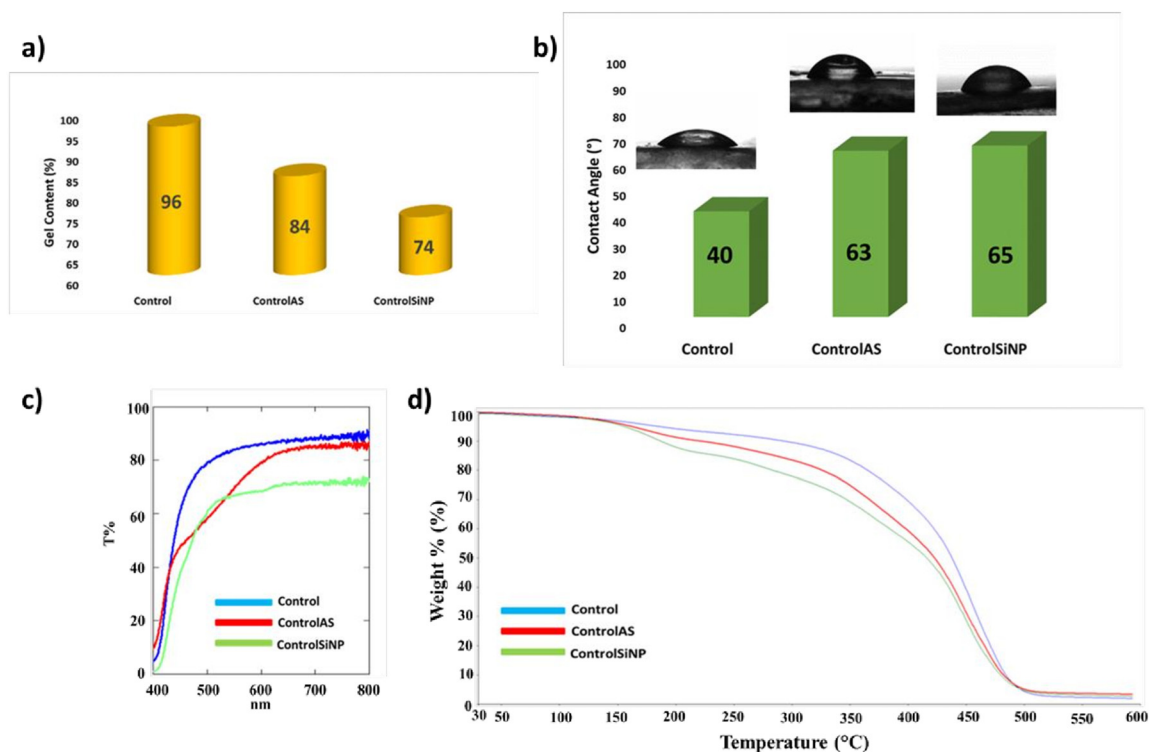 a)
Gel Content (%)
100
95
90
85
80
75
70
65
60
96
84
74
Control
ControlAS
ControlSiNP
b)
Contact Angle (°)
100
90
80
70
60
50
40
30
20
10
0
40
63
65
Control
ControlAS
ControlSiNP
c)
T%
100
80
60
40
20
0
Control
ControlAS
ControlSiNP
400 500 600 700 800
nm
d)
Weight % (%)
100
90
80
70
60
50
40
30
20
10
0
Control
ControlAS
ControlSiNP
30 50 100 150 200 250 300 350 400 450 500 550 600
Temperature (°C)